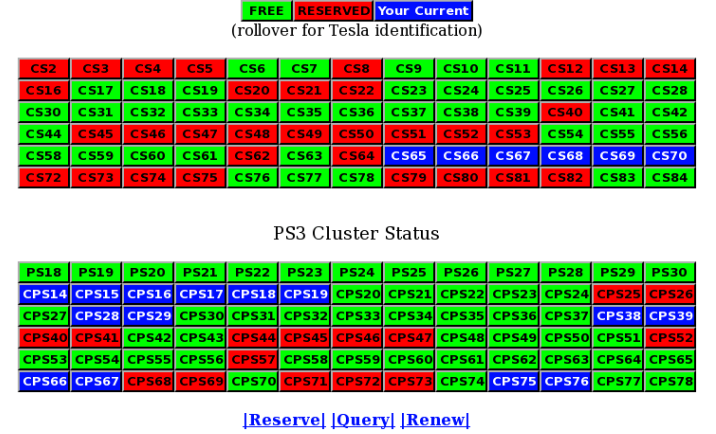 FREE RESERVED Your Current
(rollover for Tesla identification)
CS2 CS3 CS4 CS5 CS6 CS7 CS8 CS9 CS10 CS11 CS12 CS13 CS14
CS16 CS17 CS18 CS19 CS20 CS21 CS22 CS23 CS24 CS25 CS26 CS27 CS28
CS30 CS31 CS32 CS33 CS34 CS35 CS36 CS37 CS38 CS39 CS40 CS41 CS42
CS44 CS45 CS46 CS47 CS48 CS49 CS50 CS51 CS52 CS53 CS54 CS55 CS56
CS58 CS59 CS60 CS61 CS62 CS63 CS64 CS65 CS66 CS67 CS68 CS69 CS70
CS72 CS73 CS74 CS75 CS76 CS77 CS78 CS79 CS80 CS81 CS82 CS83 CS84
PS3 Cluster Status
PS18 PS19 PS20 PS21 PS22 PS23 PS24 PS25 PS26 PS27 PS28 PS29 PS30
CPS14 CPS15 CPS16 CPS17 CPS18 CPS19 CPS20 CPS21 CPS22 CPS23 CPS24 CPS25 CPS26
CPS27 CPS28 CPS29 CPS30 CPS31 CPS32 CPS33 CPS34 CPS35 CPS36 CPS37 CPS38 CPS39
CPS40 CPS41 CPS42 CPS43 CPS44 CPS45 CPS46 CPS47 CPS48 CPS49 CPS50 CPS51 CPS52
CPS53 CPS54 CPS55 CPS56 CPS57 CPS58 CPS59 CPS60 CPS61 CPS62 CPS63 CPS64 CPS65
CPS66 CPS67 CPS68 CPS69 CPS70 CPS71 CPS72 CPS73 CPS74 CPS75 CPS76 CPS77 CPS78
|Reserve| |Query| |Renew|